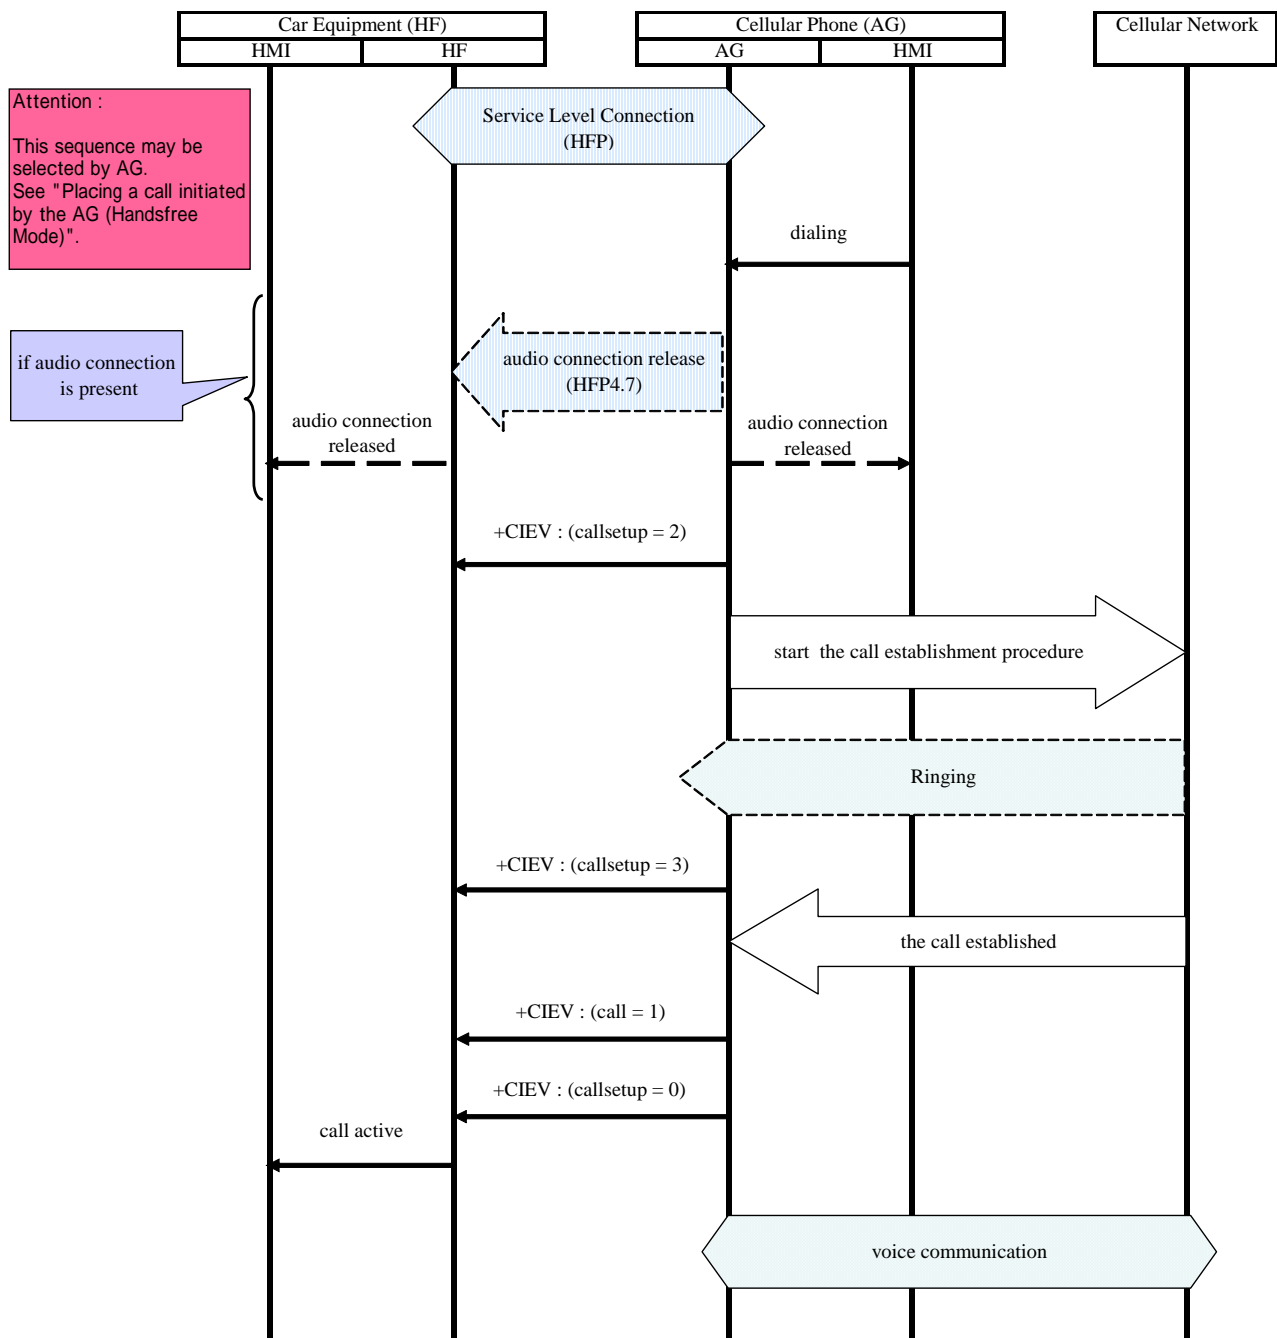 Car Equipment (HF)
Cellular Phone (AG)
Cellular Network
HMI
HF
AG
HMI
Attention :
This sequence may be
selected by AG.
See "Placing a call initiated
by the AG (Handsfree
Mode)".
Service Level Connection
(HFP)
dialing
if audio connection
is present
audio connection release
(HFP4.7)
audio connection
released
audio connection
released
+CIEV : (callsetup = 2)
start the call establishment procedure
Ringing
+CIEV : (callsetup = 3)
the call established
+CIEV : (call = 1)
+CIEV : (callsetup = 0)
call active
voice communication